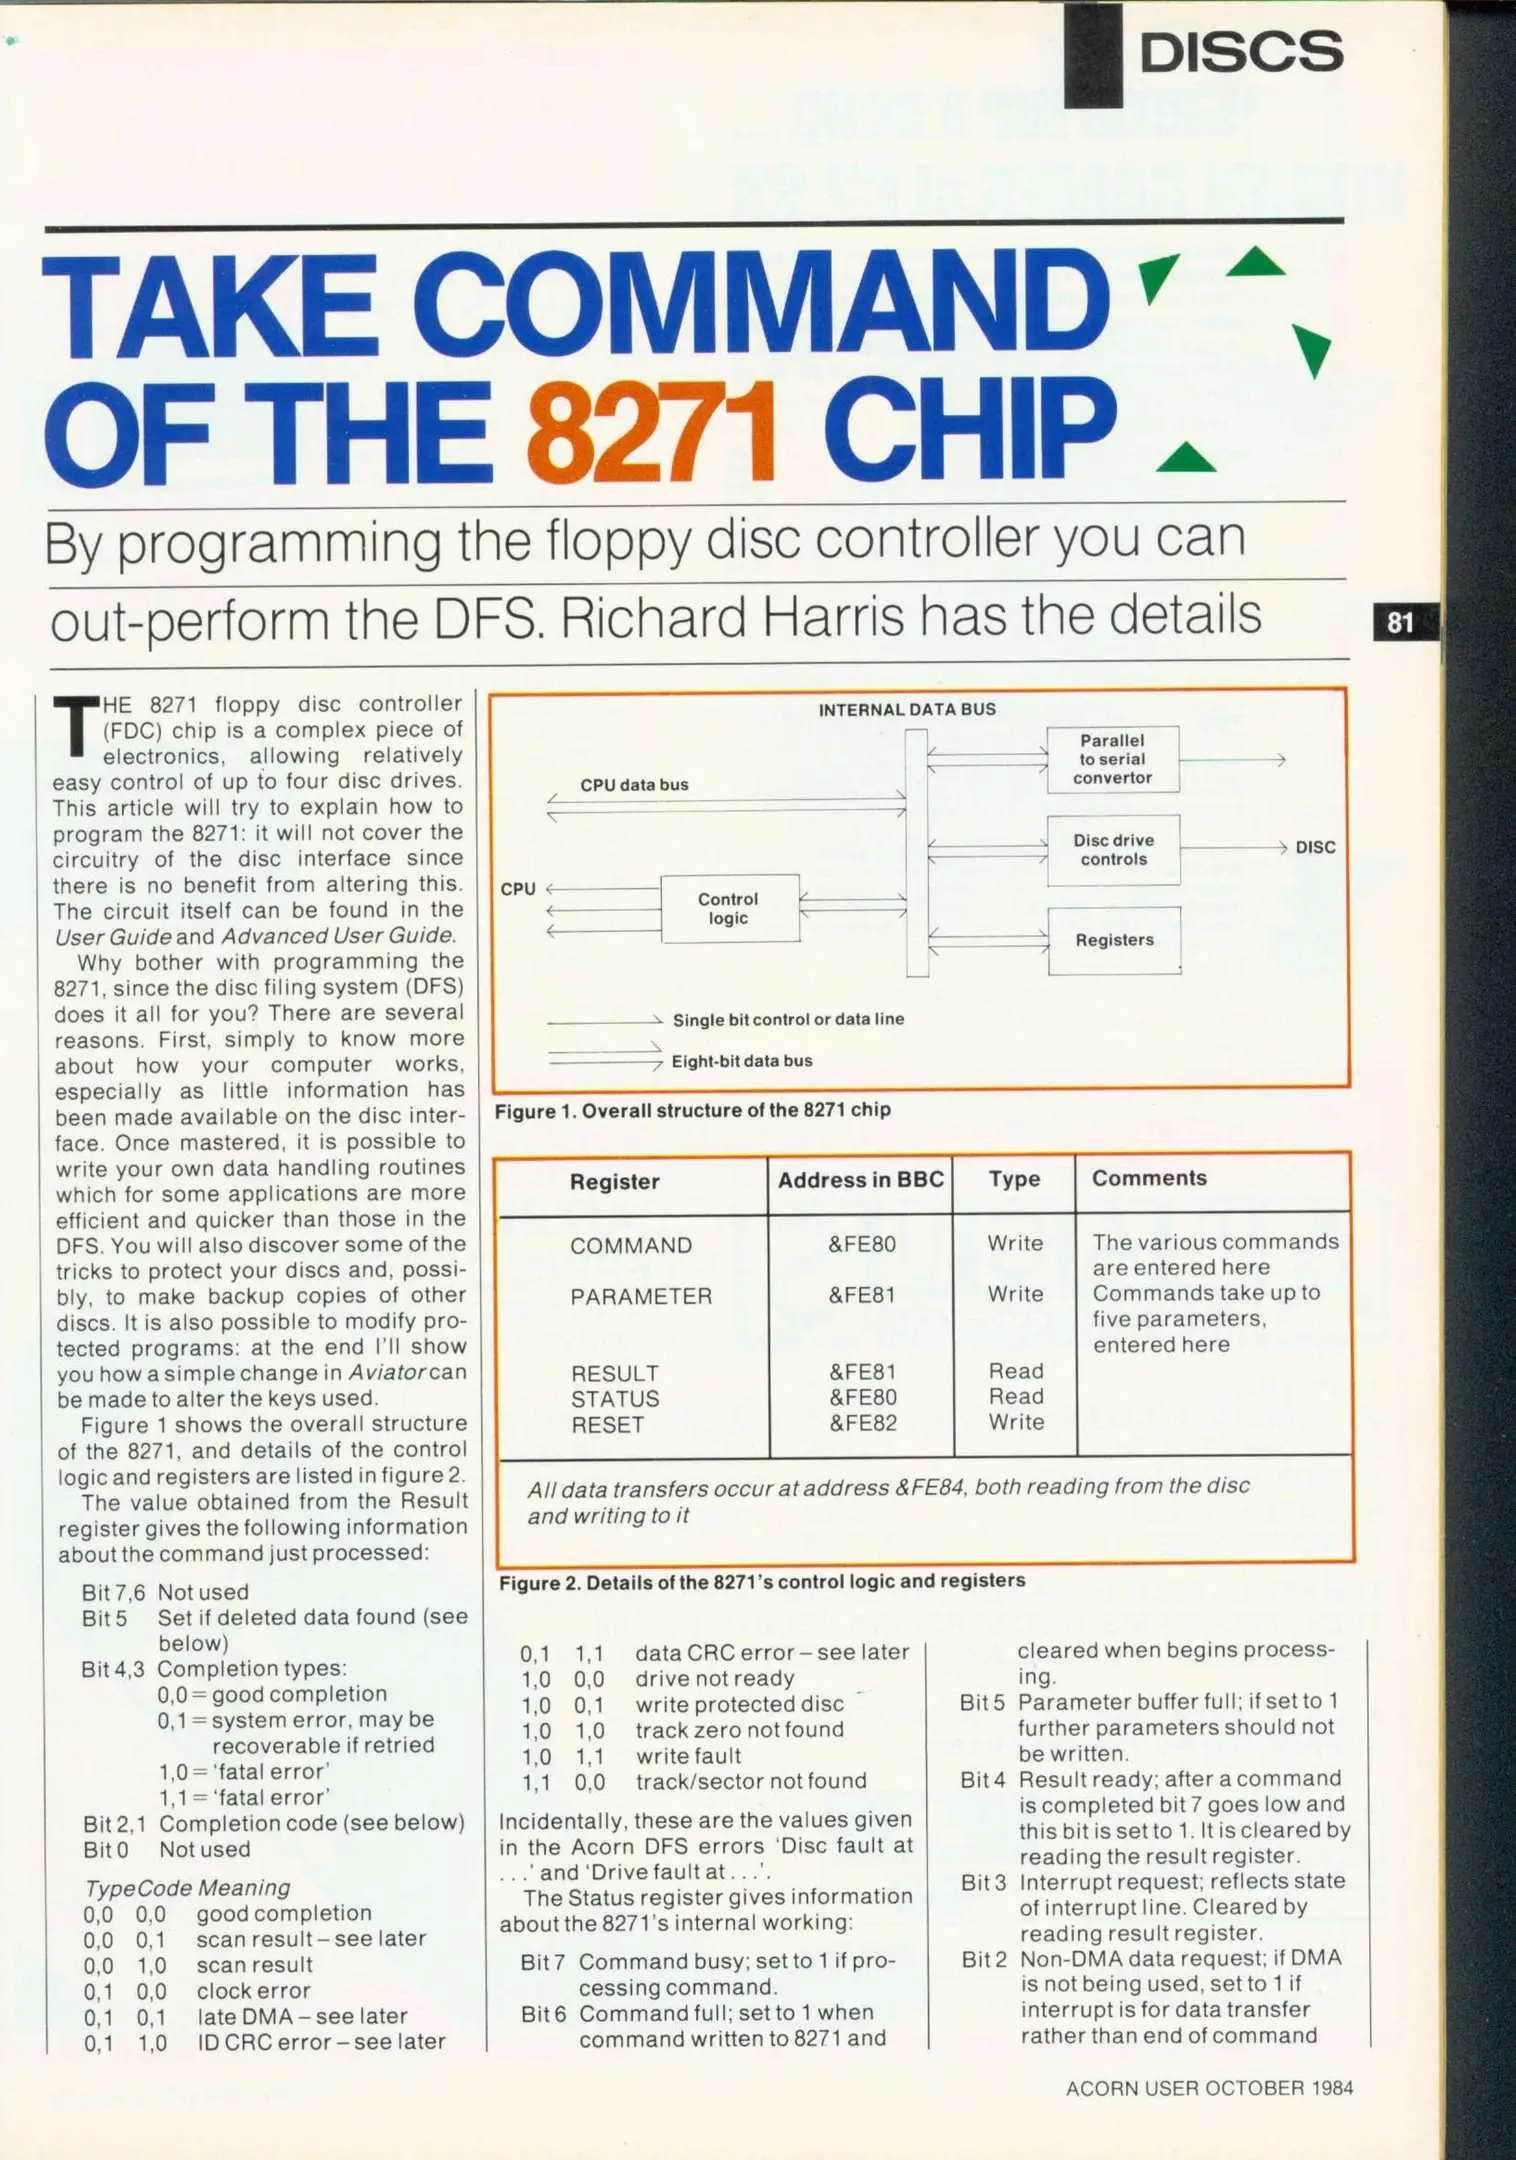 DISCS
TAKE COMMAND
OF THE 8271 CHIP
By programming the floppy disc controller you can
out-perform the DFS. Richard Harris has the details
81
THE 8271 floppy disc controller
(FDC) chip is a complex piece of
electronics, allowing relatively
easy control of up to four disc drives.
This article will try to explain how to
program the 8271: it will not cover the
circuitry of the disc interface since
there is no benefit from altering this.
The circuit itself can be found in the
User Guide and Advanced User Guide.
Why bother with programming the
8271, since the disc filing system (DFS)
does it all for you? There are several
reasons. First, simply to know more
about how your computer works,
especially as little information has
been made available on the disc inter-
face. Once mastered, it is possible to
write your own data handling routines
which for some applications are more
efficient and quicker than those in the
DFS. You will also discover some of the
tricks to protect your discs and, possi-
bly, to make backup copies of other
discs. It is also possible to modify pro-
tected programs: at the end I'll show
you how a simple change in Aviator can
be made to alter the keys used.
Figure 1 shows the overall structure
of the 8271, and details of the control
logic and registers are listed in figure 2.
The value obtained from the Result
register gives the following information
about the command just processed:
Bit 7,6 Not used
Bit 5 Set if deleted data found (see
below)
Bit 4,3 Completion types:
0,0 = good completion
0,1 = system error, may be
recoverable if retried
1,0 = 'fatal error'
1,1 = 'fatal error'
Bit 2,1 Completion code (see below)
Bit 0 Not used
Type Code Meaning
0,0 0,0 good completion
0,0 0,1 scan result – see later
0,0 1,0 scan result
0,1 0,0 clock error
0,1 0,1 late DMA – see later
0,1 1,0 ID CRC error – see later
INTERNAL DATA BUS
Parallel
to serial
convertor
CPU data bus
Disc drive
controls
DISC
CPU
Control
logic
Registers
Single bit control or data line
Eight-bit data bus
Figure 1. Overall structure of the 8271 chip
Register Address in BBC Type Comments
COMMAND &FE80 Write The various commands
are entered here
PARAMETER &FE81 Write Commands take up to
five parameters,
entered here
RESULT &FE81 Read
STATUS &FE80 Read
RESET &FE82 Write
All data transfers occur at address &FE84, both reading from the disc
and writing to it
Figure 2. Details of the 8271's control logic and registers
0,1 1,1 data CRC error – see later
1,0 0,0 drive not ready
1,0 0,1 write protected disc
1,0 1,0 track zero not found
1,0 1,1 write fault
1,1 0,0 track/sector not found
Incidentally, these are the values given
in the Acorn DFS errors 'Disc fault at
...' and 'Drive fault at ...'.
The Status register gives information
about the 8271's internal working:
Bit 7 Command busy; set to 1 if pro-
cessing command.
Bit 6 Command full; set to 1 when
command written to 8271 and
cleared when begins process-
ing.
Bit 5 Parameter buffer full; if set to 1
further parameters should not
be written.
Bit 4 Result ready; after a command
is completed bit 7 goes low and
this bit is set to 1. It is cleared by
reading the result register.
Bit 3 Interrupt request; reflects state
of interrupt line. Cleared by
reading result register.
Bit 2 Non-DMA data request; if DMA
is not being used, set to 1 if
interrupt is for data transfer
rather than end of command
ACORN USER OCTOBER 1984